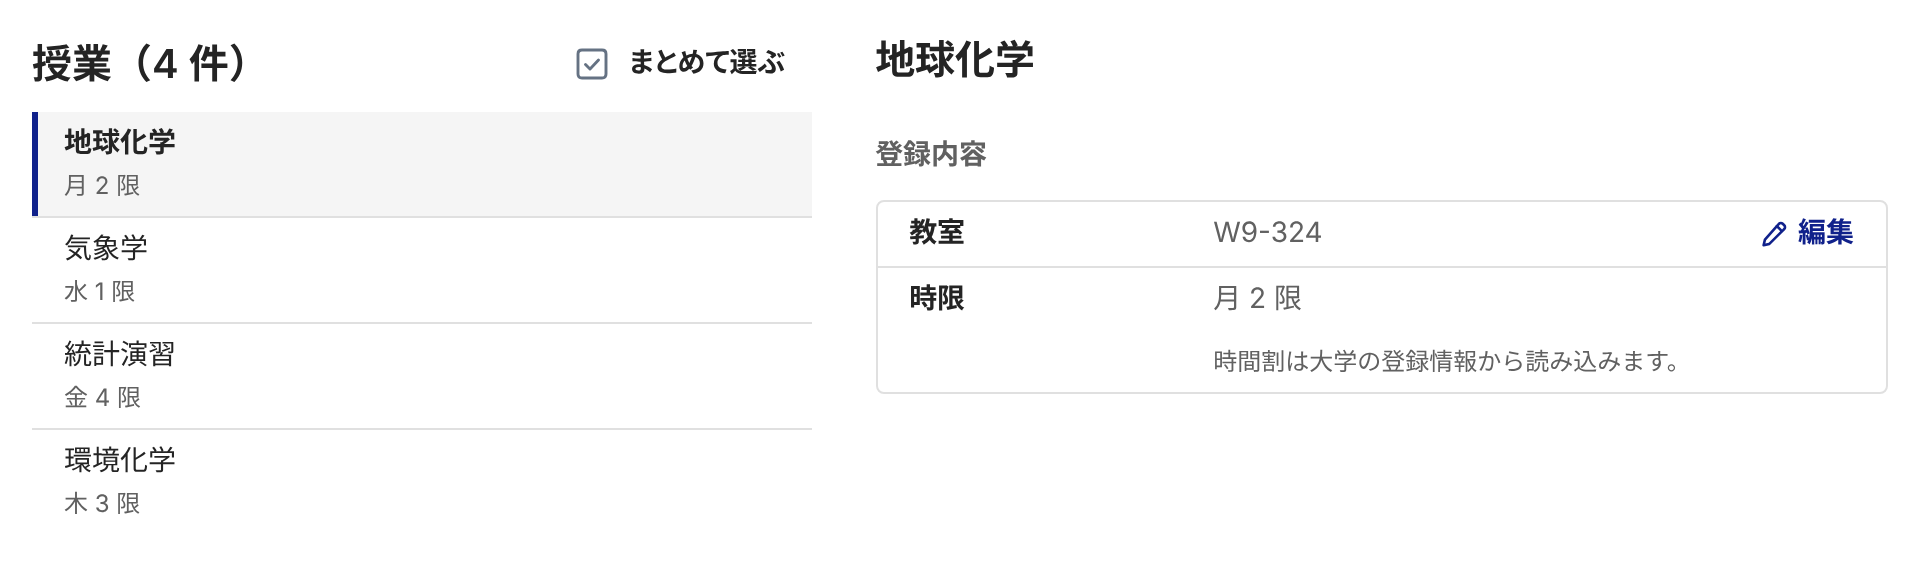 授業（4 件）
まとめて選ぶ
地球化学
月 2 限
気象学
水 1 限
統計演習
金 4 限
環境化学
木 3 限
地球化学
登録内容
教室 W9-324 編集
時限 月 2 限
時間割は大学の登録情報から読み込みます。